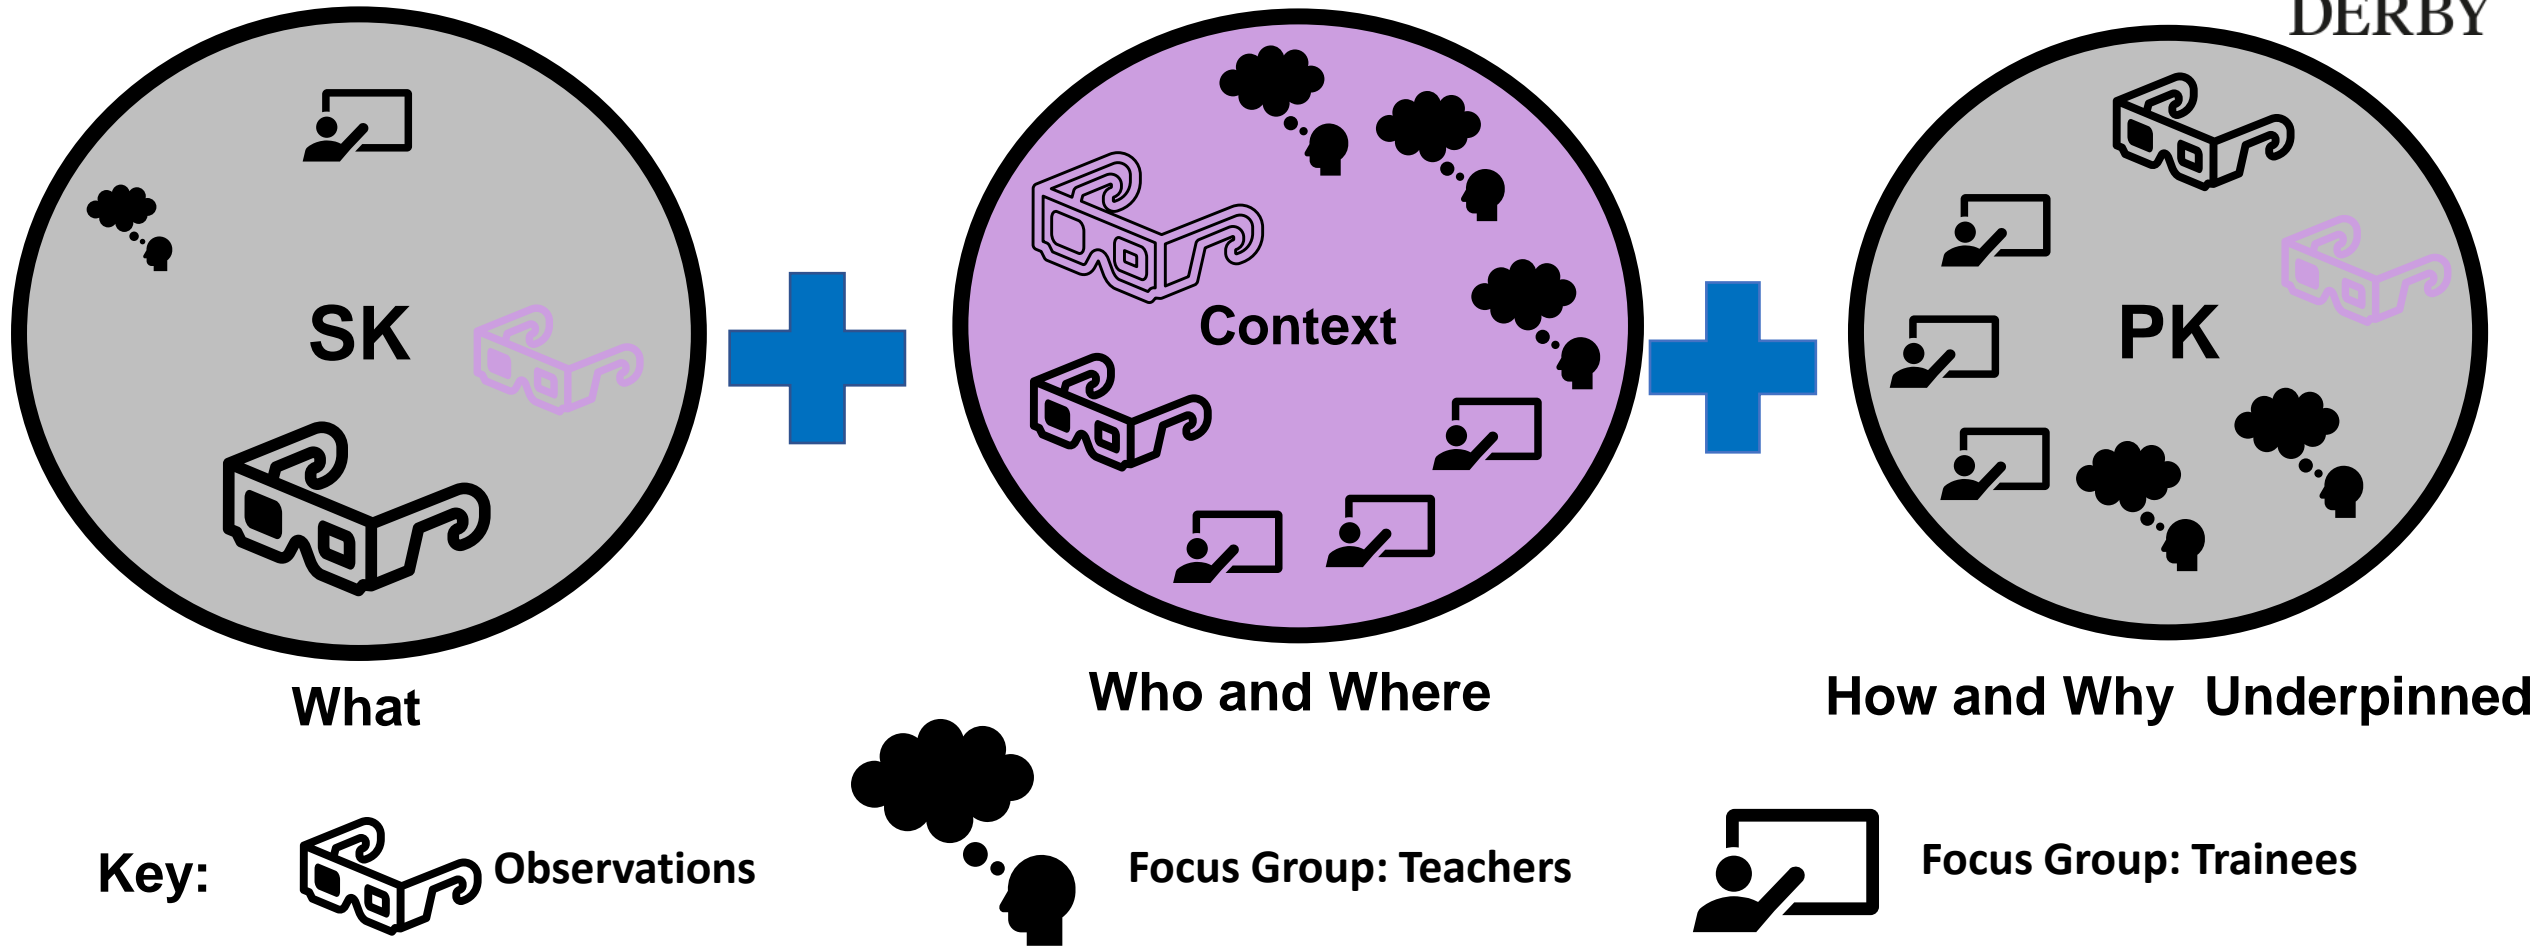 DERBY
SK
Context
PK
What
Who and Where
How and Why  Underpinned
Key:
Observations
Focus Group: Teachers
Focus Group: Trainees